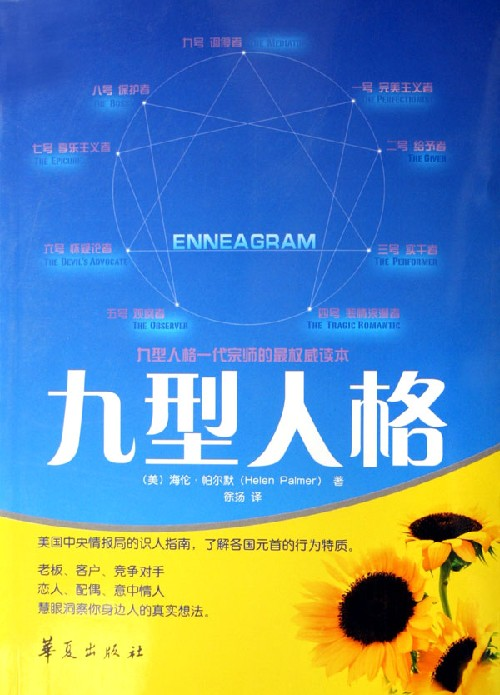 九号 调停者
THE MEDIATOR
八号 保护者
THE BOSS
一号 完美主义者
THE PERFECTIONIST
七号 享乐主义者
THE EPICURE
二号 给予者
THE GIVER
六号 怀疑论者
THE DEVIL'S ADVOCATE
ENNEAGRAM
三号 实干者
THE PERFORMER
五号 观察者
THE OBSERVER
四号 悲情浪漫者
THE TRAGIC ROMANTIC
九型人格一代宗师的最权威读本
九型人格
（美）海伦·帕尔默（Helen Palmer）著
徐扬 译
美国中央情报局的识人指南，了解各国元首的行为特质。
老板、客户、竞争对手
恋人、配偶、意中情人
慧眼洞察你身边人的真实想法。
华夏出版社